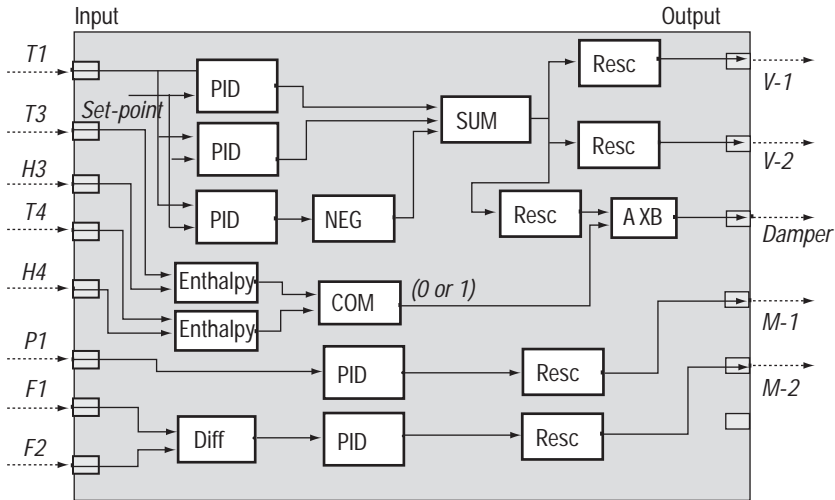 Input
Output
T1
T3
H3
T4
H4
P1
F1
F2
Set-point
PID
PID
PID
NEG
SUM
Resc
Resc
Resc
A XB
Enthalpy
Enthalpy
COM
(0 or 1)
PID
Resc
Diff
PID
Resc
V-1
V-2
Damper
M-1
M-2